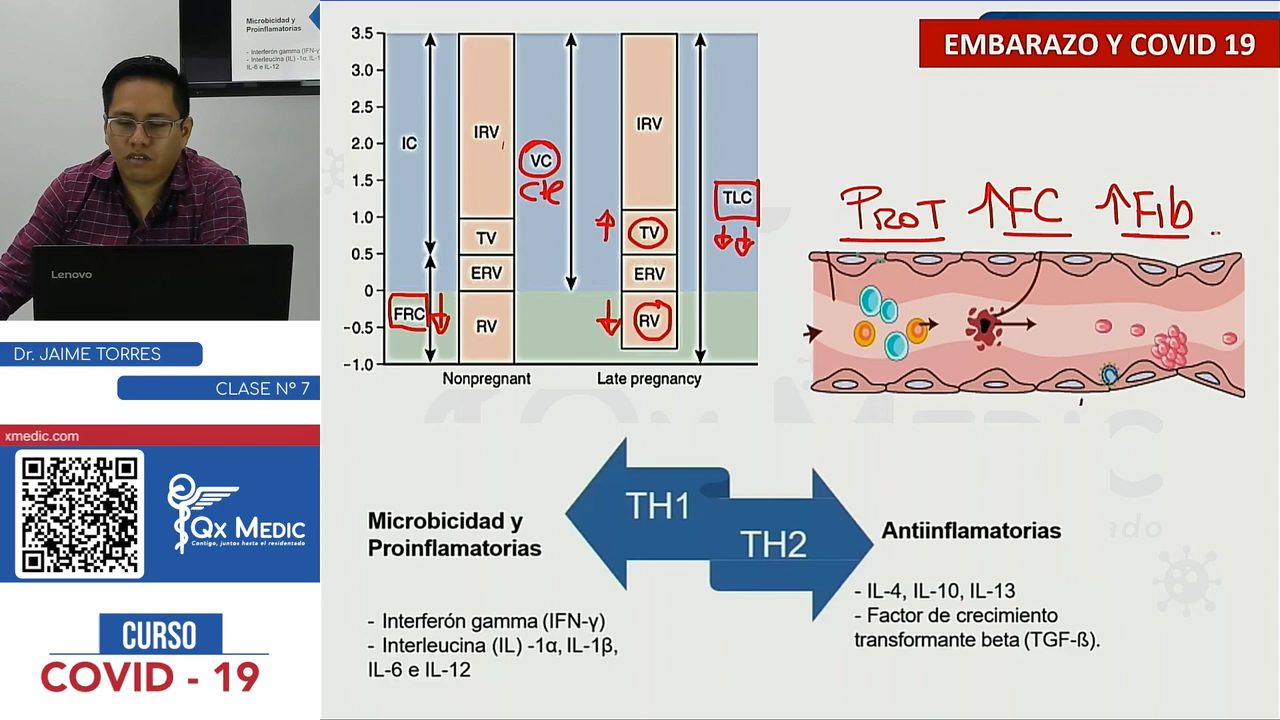 Microbicidad y
Proinflamatorias
- Interferón gamma (IFN-γ)
- Interleucina (IL) -1α, IL-1
IL-6 e IL-12
Lenovo
Dr. JAIME TORRES
CLASE N° 7
xmedic.com
QX MEDIC
Contigo, juntos hasta el residentado
CURSO
COVID - 19
EMBARAZO Y COVID 19
3.5
3.0
2.5
2.0
1.5
1.0
0.5
0
−0.5
−1.0
IC
FRC
IRV
TV
ERV
RV
VC
cte
IRV
TV
ERV
RV
TLC
Nonpregnant
Late pregnancy
PROT ↑FC ↑Fib
TH1
TH2
Microbicidad y
Proinflamatorias
- Interferón gamma (IFN-γ)
- Interleucina (IL) -1α, IL-1β,
IL-6 e IL-12
Antiinflamatorias
- IL-4, IL-10, IL-13
- Factor de crecimiento
transformante beta (TGF-ß).